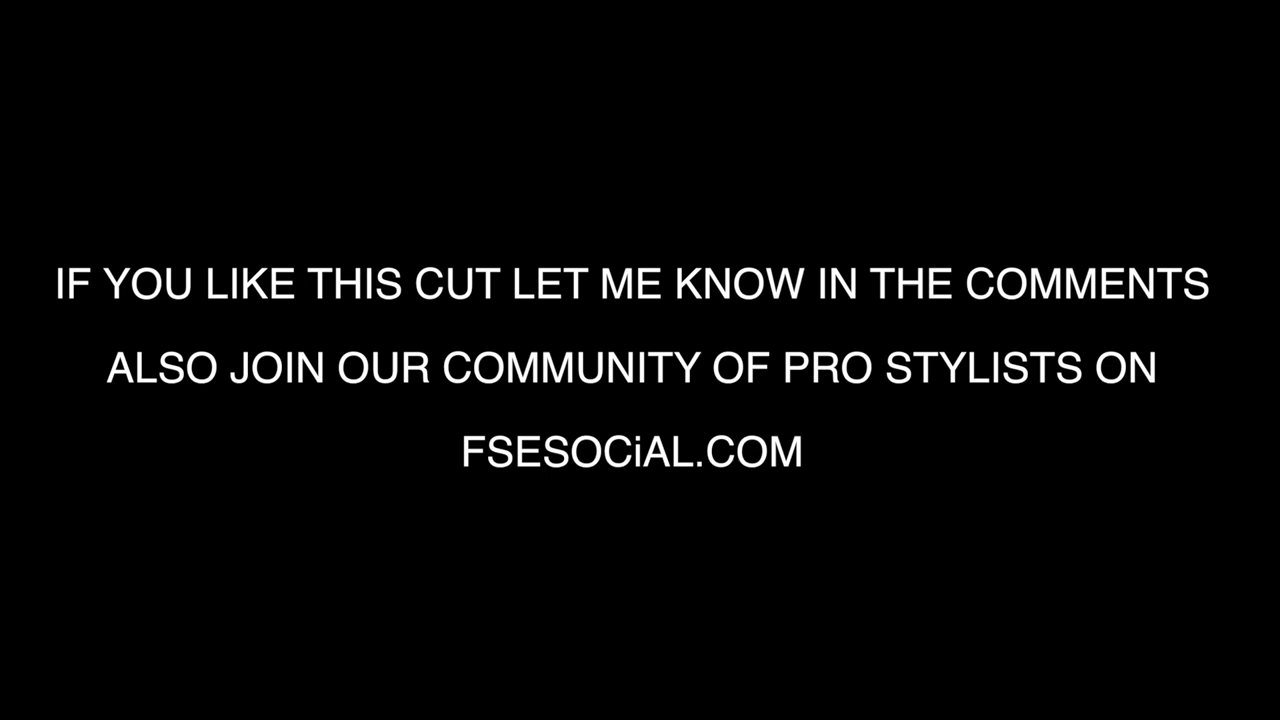 IF YOU LIKE THIS CUT LET ME KNOW IN THE COMMENTS
ALSO JOIN OUR COMMUNITY OF PRO STYLISTS ON
FSESOCiAL.COM